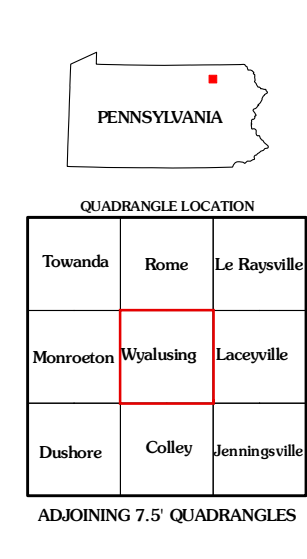 PENNSYLVANIA
QUADRANGLE LOCATION
Towanda Rome Le Raysville
Monroeton Wyalusing Laceyville
Dushore Colley Jenningsville
ADJOINING 7.5' QUADRANGLES